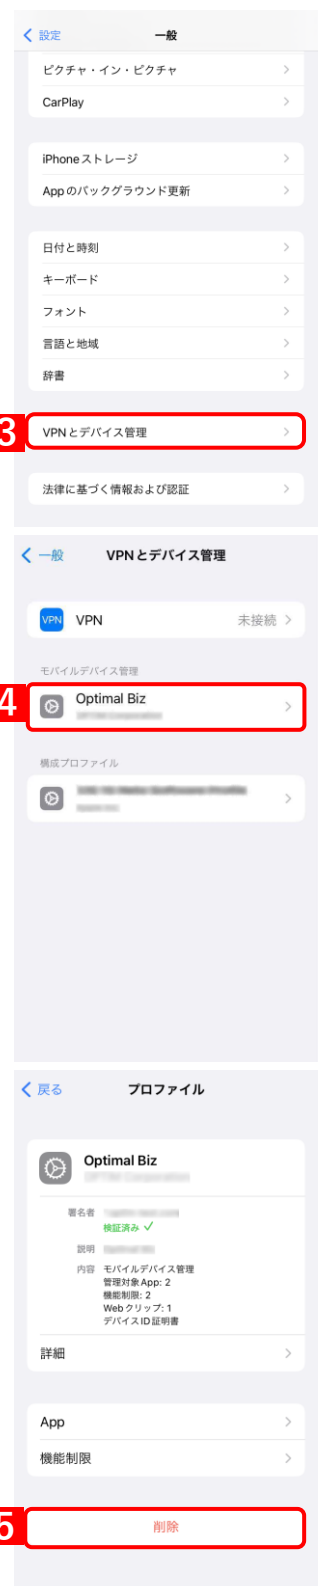 設定
一般
ピクチャ・イン・ピクチャ
CarPlay
iPhoneストレージ
Appのバックグラウンド更新
日付と時刻
キーボード
フォント
言語と地域
辞書
3
VPNとデバイス管理
法律に基づく情報および認証
一般
VPNとデバイス管理
VPN VPN 未接続
モバイルデバイス管理
4
Optimal Biz
構成プロファイル
戻る
プロファイル
Optimal Biz
署名者
検証済み ✓
説明
内容 モバイルデバイス管理
管理対象 App: 2
機能制限: 2
Webクリップ: 1
デバイスID証明書
詳細
App
機能制限
5
削除